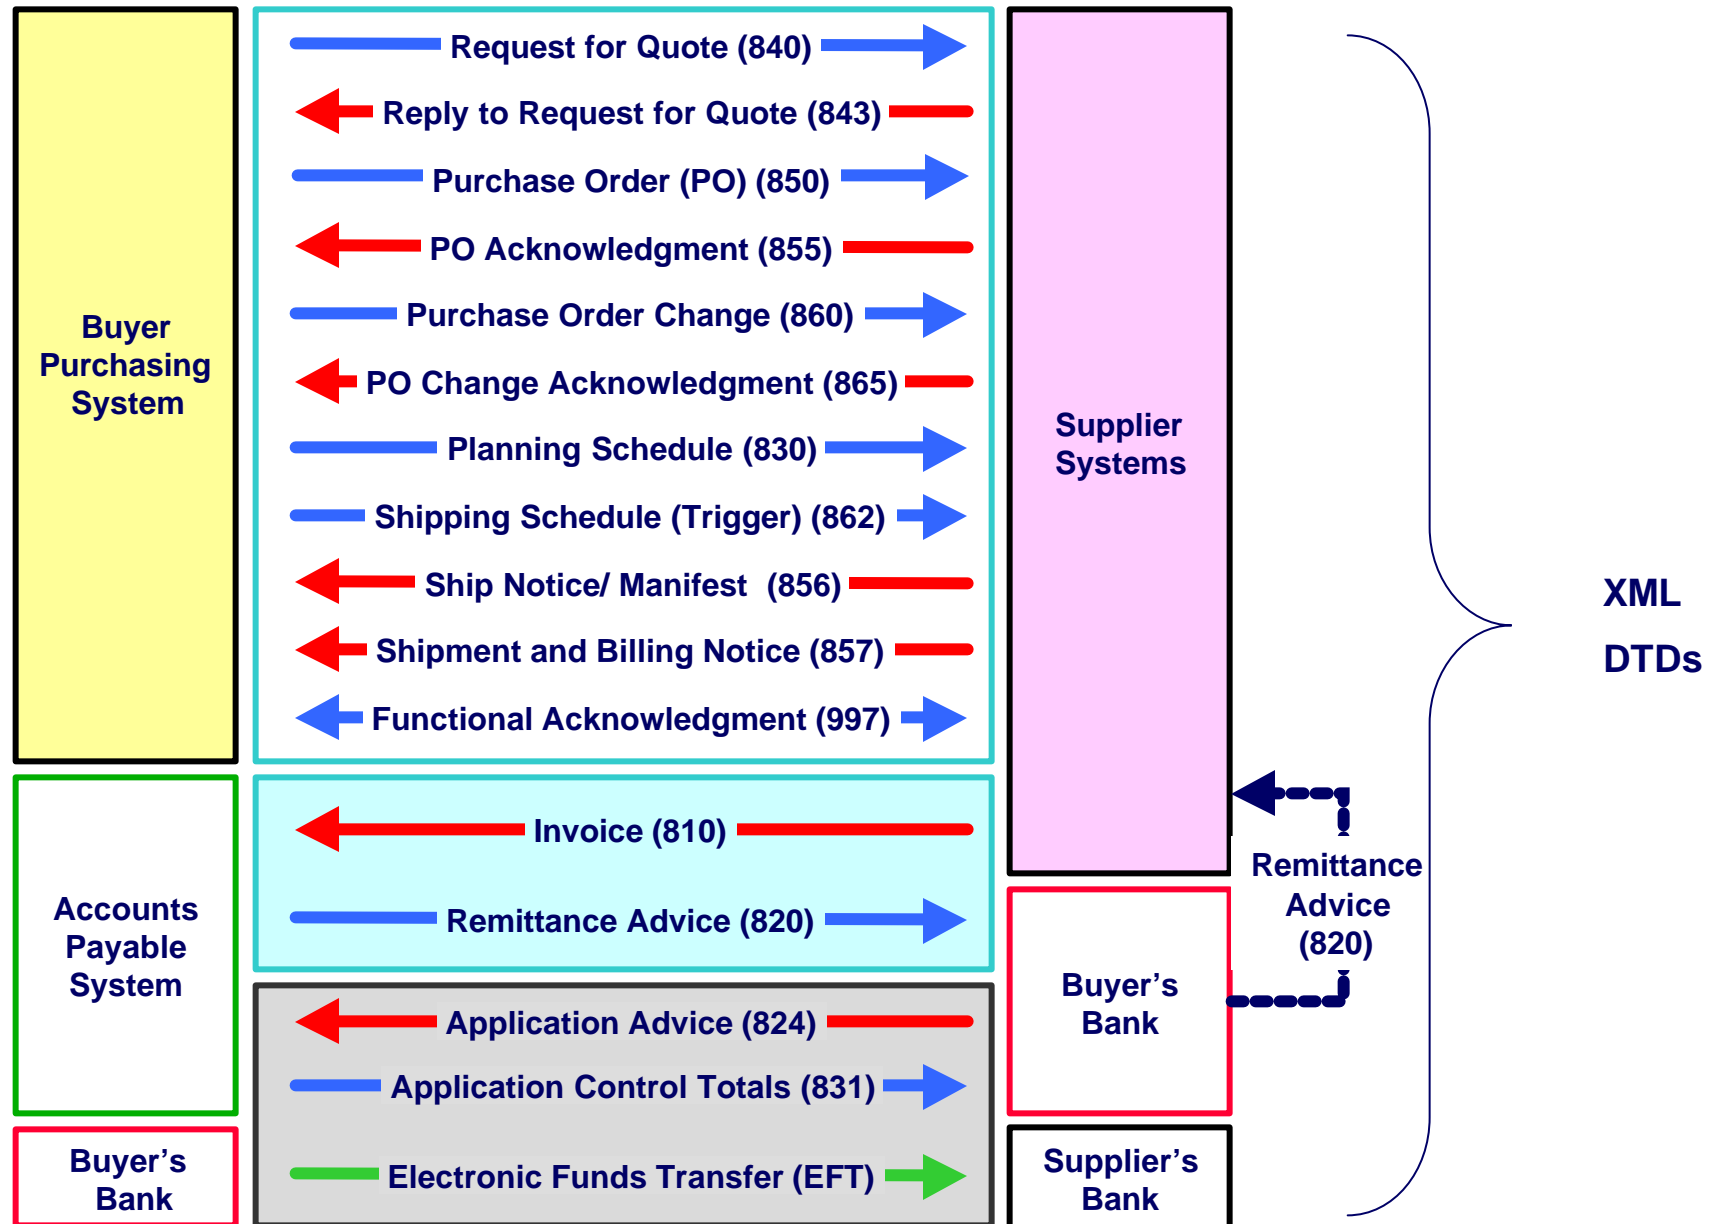 Request for Quote (840)
Reply to Request for Quote (843)
Purchase Order (PO) (850)
PO Acknowledgment (855)
Purchase Order Change (860)
PO Change Acknowledgment (865)
Planning Schedule (830)
Shipping Schedule (Trigger) (862)
Ship Notice/ Manifest (856)
Shipment and Billing Notice (857)
Functional Acknowledgment (997)
Buyer
Purchasing
System
Supplier
Systems
XML
DTDs
Invoice (810)
Remittance Advice (820)
Accounts
Payable
System
Remittance
Advice
(820)
Buyer’s
Bank
Application Advice (824)
Application Control Totals (831)
Electronic Funds Transfer (EFT)
Buyer’s
Bank
Supplier’s
Bank